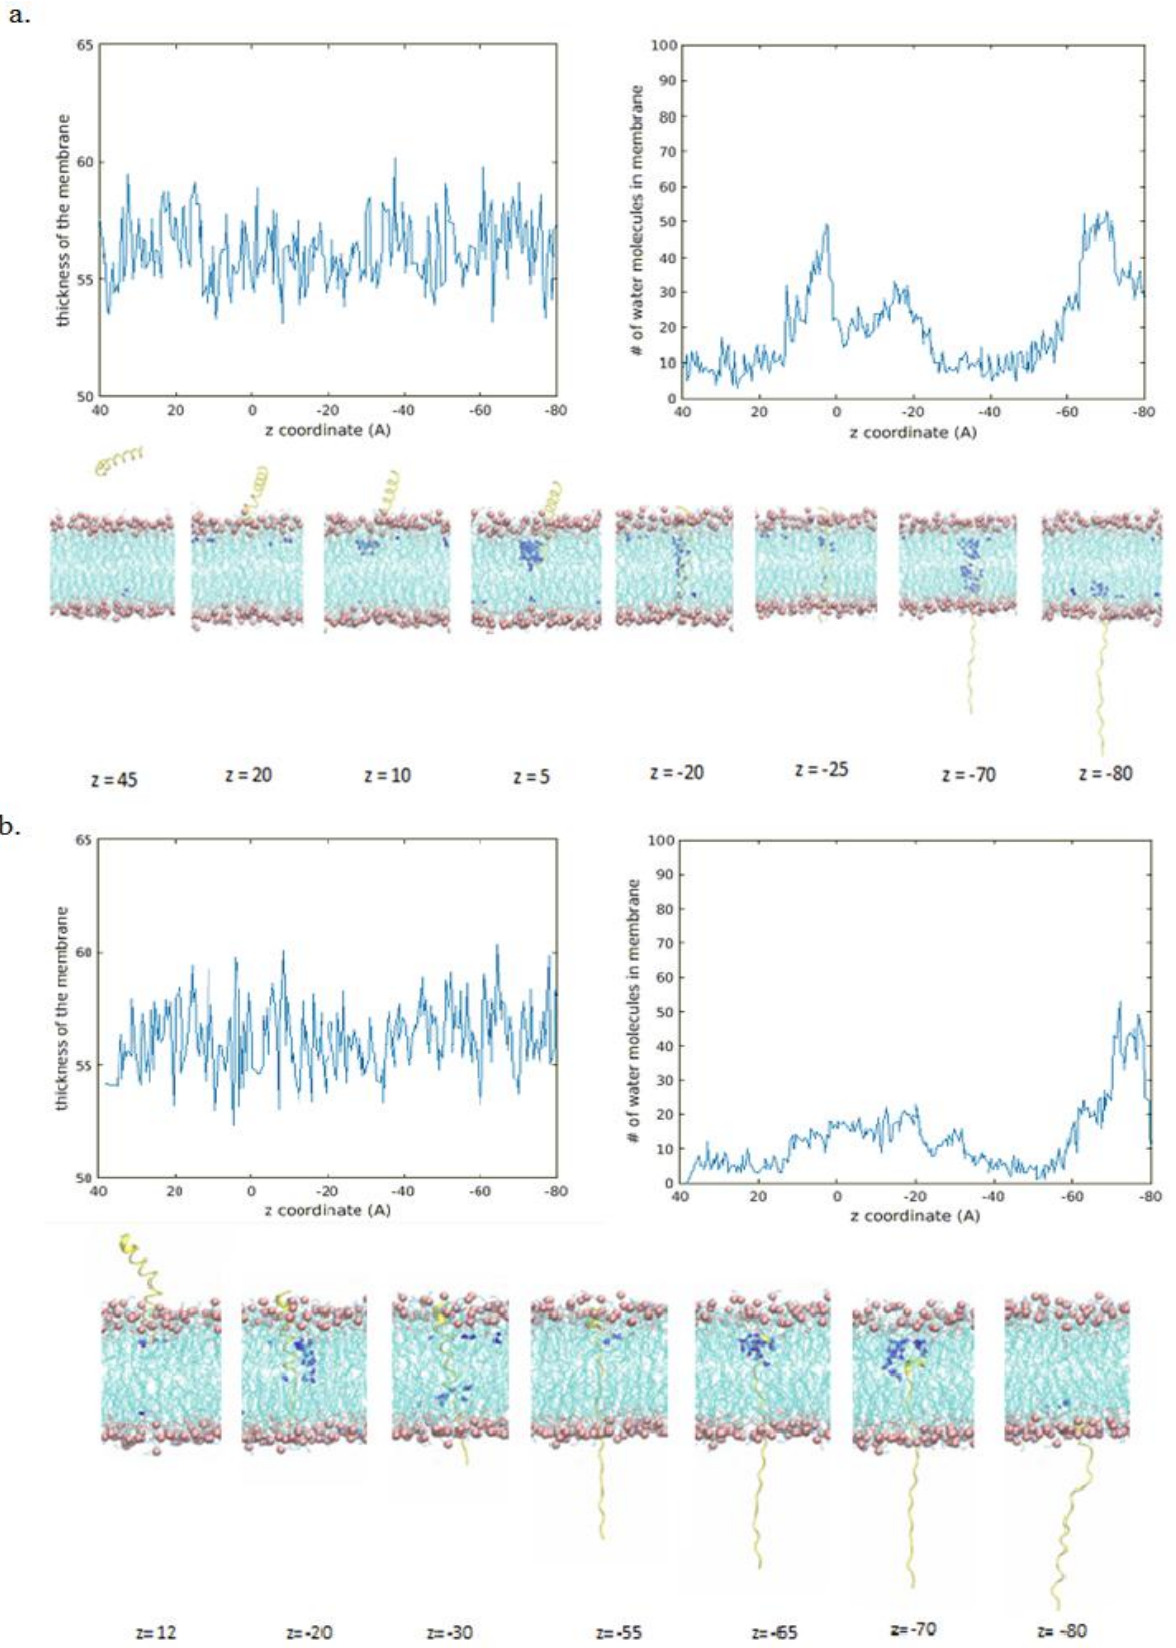 a.
65
60
55
50
thickness of the membrane
40 20 0 -20 -40 -60 -80
z coordinate (A)
100
90
80
70
60
50
40
30
20
10
0
# of water molecules in membrane
40 20 0 -20 -40 -60 -80
z coordinate (A)
z = 45 z = 20 z = 10 z = 5 z = -20 z = -25 z = -70 z = -80
b.
65
60
55
50
thickness of the membrane
40 20 0 -20 -40 -60 -80
z coordinate (A)
100
90
80
70
60
50
40
30
20
10
0
# of water molecules in membrane
40 20 0 -20 -40 -60 -80
z coordinate (A)
z= 12 z= -20 z= -30 z= -55 z= -65 z= -70 z= -80